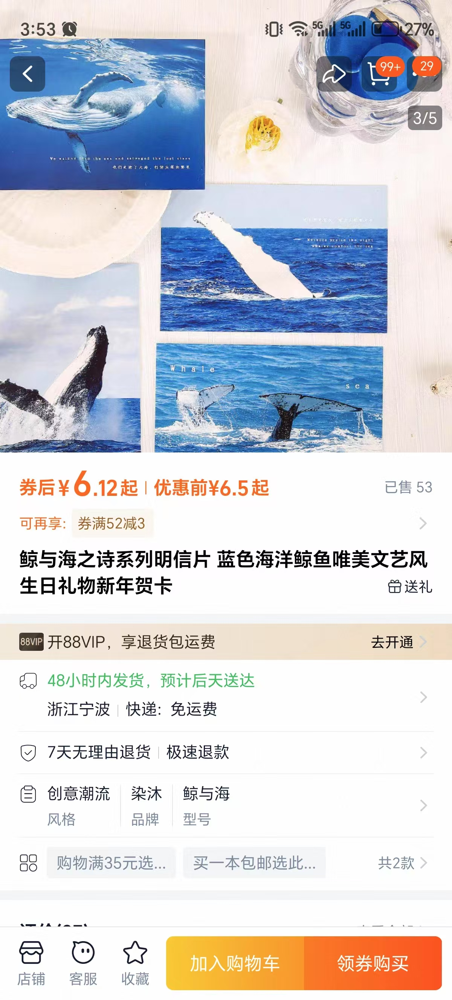 3:53
5G 5G 27%
99+ 29
3/5
We walked into the sea and salvaged the lost stars
我们走进了大海,打捞失落的繁星
Meteors praise the night
whales comfort the sea
Whale
sea
券后¥6.12起 优惠前¥6.5起 已售 53
可再享: 券满52减3
鲸与海之诗系列明信片 蓝色海洋鲸鱼唯美文艺风
生日礼物新年贺卡 送礼
88VIP 开88VIP，享退货包运费 去开通
48小时内发货，预计后天送达
浙江宁波 快递：免运费
7天无理由退货 极速退款
创意潮流 染沐 鲸与海
风格 品牌 型号
购物满35元选... 买一本包邮选此... 共2款
店铺 客服 收藏 加入购物车 领券购买